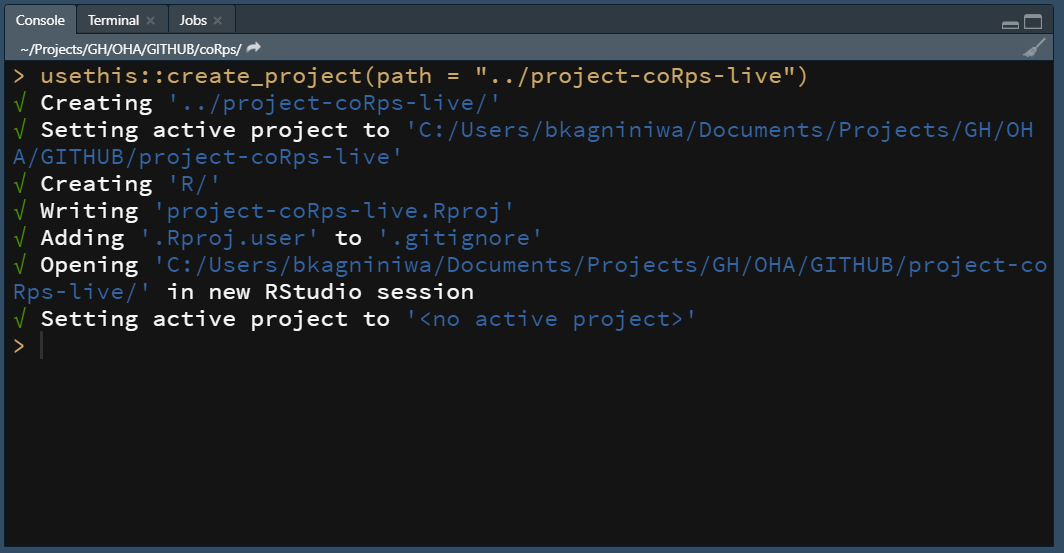 Console Terminal × Jobs ×
~/Projects/GH/OHA/GITHUB/coRps/
> usethis::create_project(path = "../project-coRps-live")
√ Creating '../project-coRps-live/'
√ Setting active project to 'C:/Users/bkagniniwa/Documents/Projects/GH/OH
A/GITHUB/project-coRps-live'
√ Creating 'R/'
√ Writing 'project-coRps-live.Rproj'
√ Adding '.Rproj.user' to '.gitignore'
√ Opening 'C:/Users/bkagniniwa/Documents/Projects/GH/OHA/GITHUB/project-co
Rps-live/' in new RStudio session
√ Setting active project to '<no active project>'
>